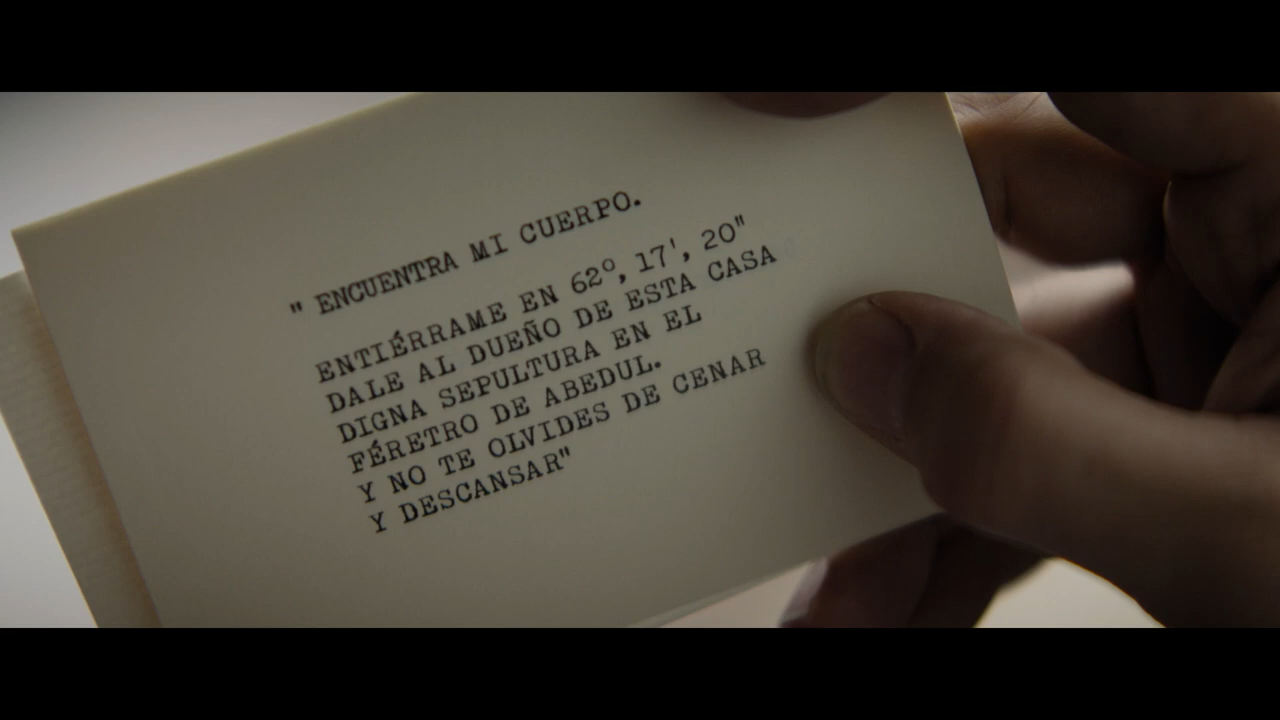 " ENCUENTRA MI CUERPO.
ENTIÉRRAME EN 62º, 17', 20"
DALE AL DUEÑO DE ESTA CASA
DIGNA SEPULTURA EN EL
FÉRETRO DE ABEDUL.
Y NO TE OLVIDES DE CENAR
Y DESCANSAR"